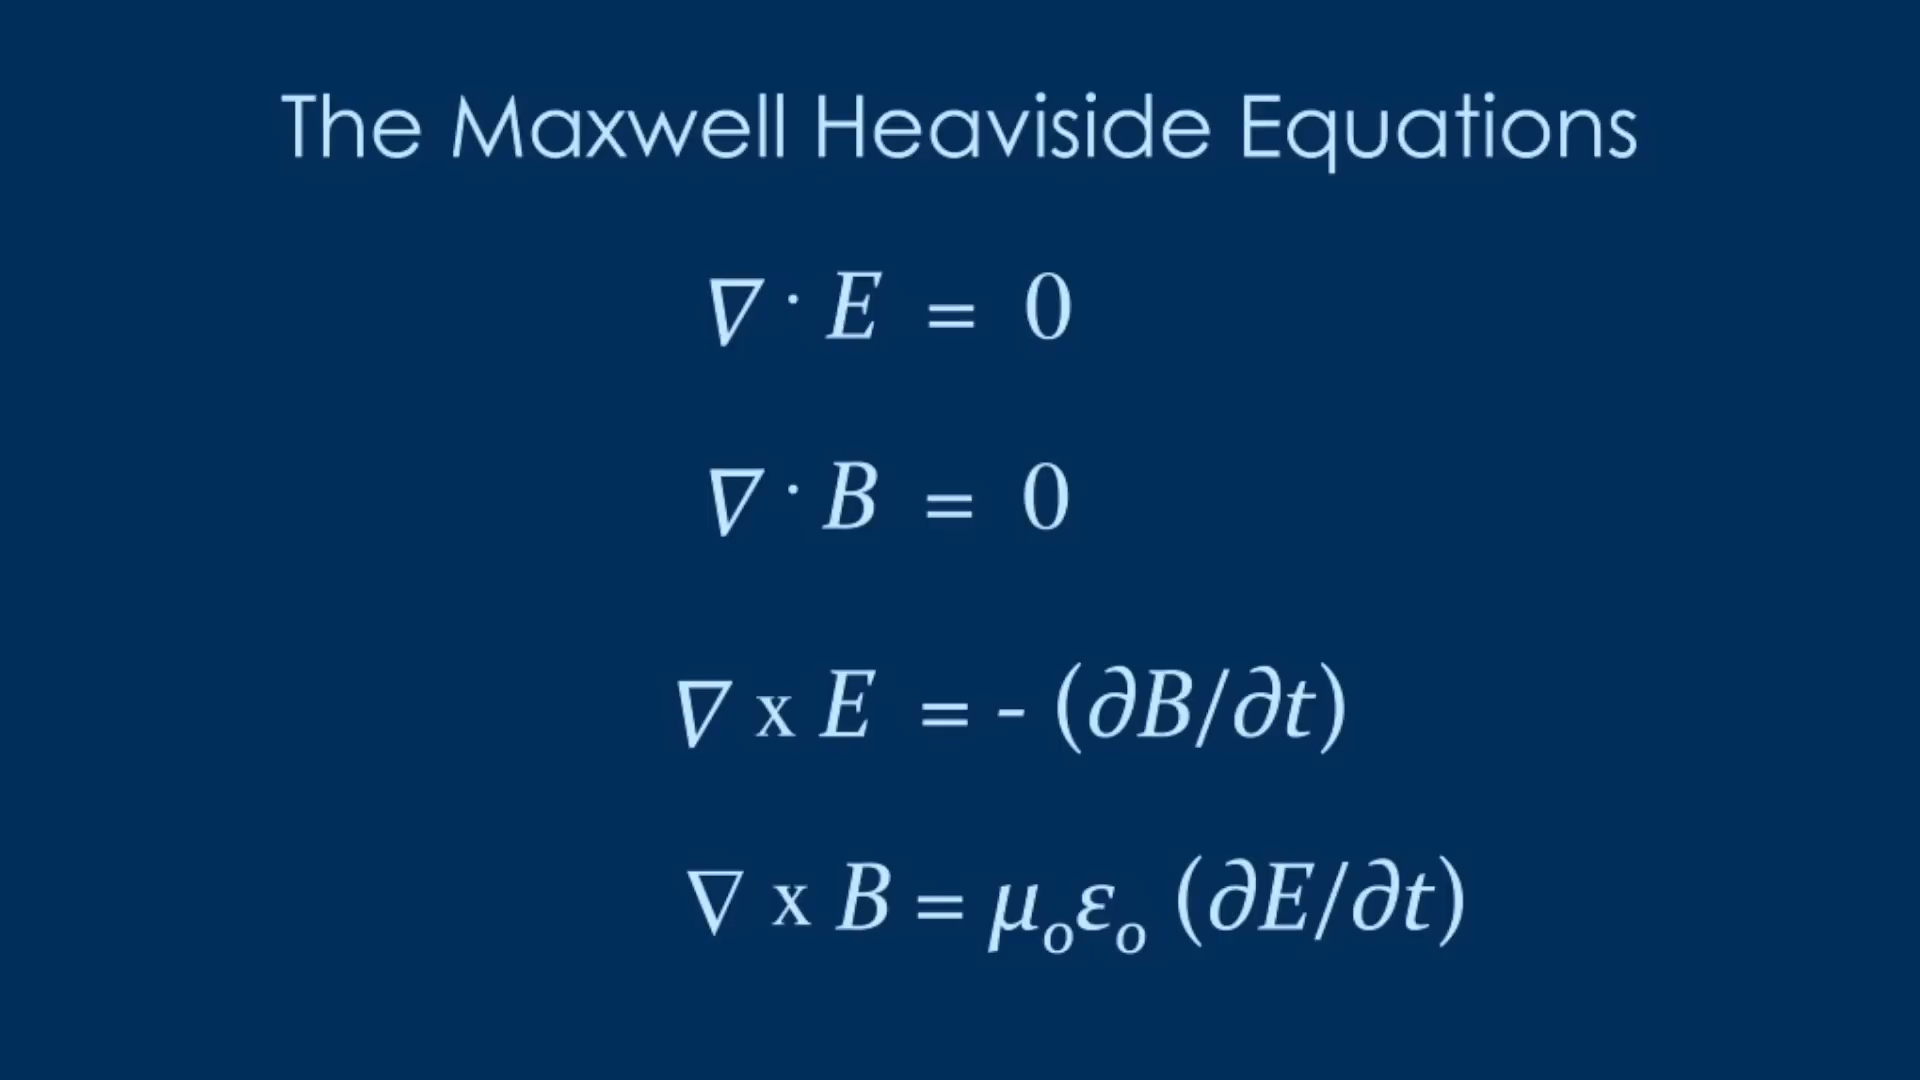 The Maxwell Heaviside Equations
∇ · E = 0
∇ · B = 0
∇ x E = - (∂B/∂t)
∇ x B = μₒεₒ (∂E/∂t)